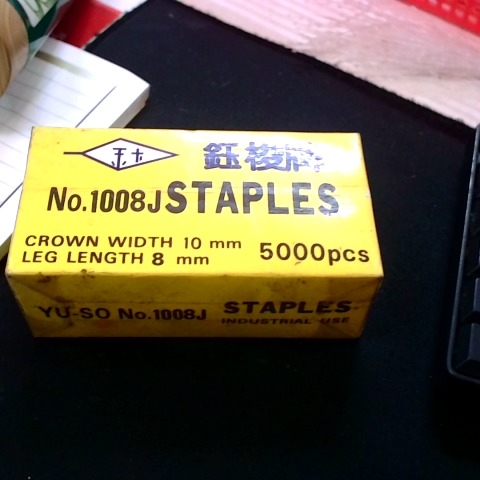 鈺梭牌
No.1008J STAPLES
CROWN WIDTH 10 mm
LEG LENGTH 8 mm
5000pcs
YU-SO No.1008J STAPLES
INDUSTRIAL USE